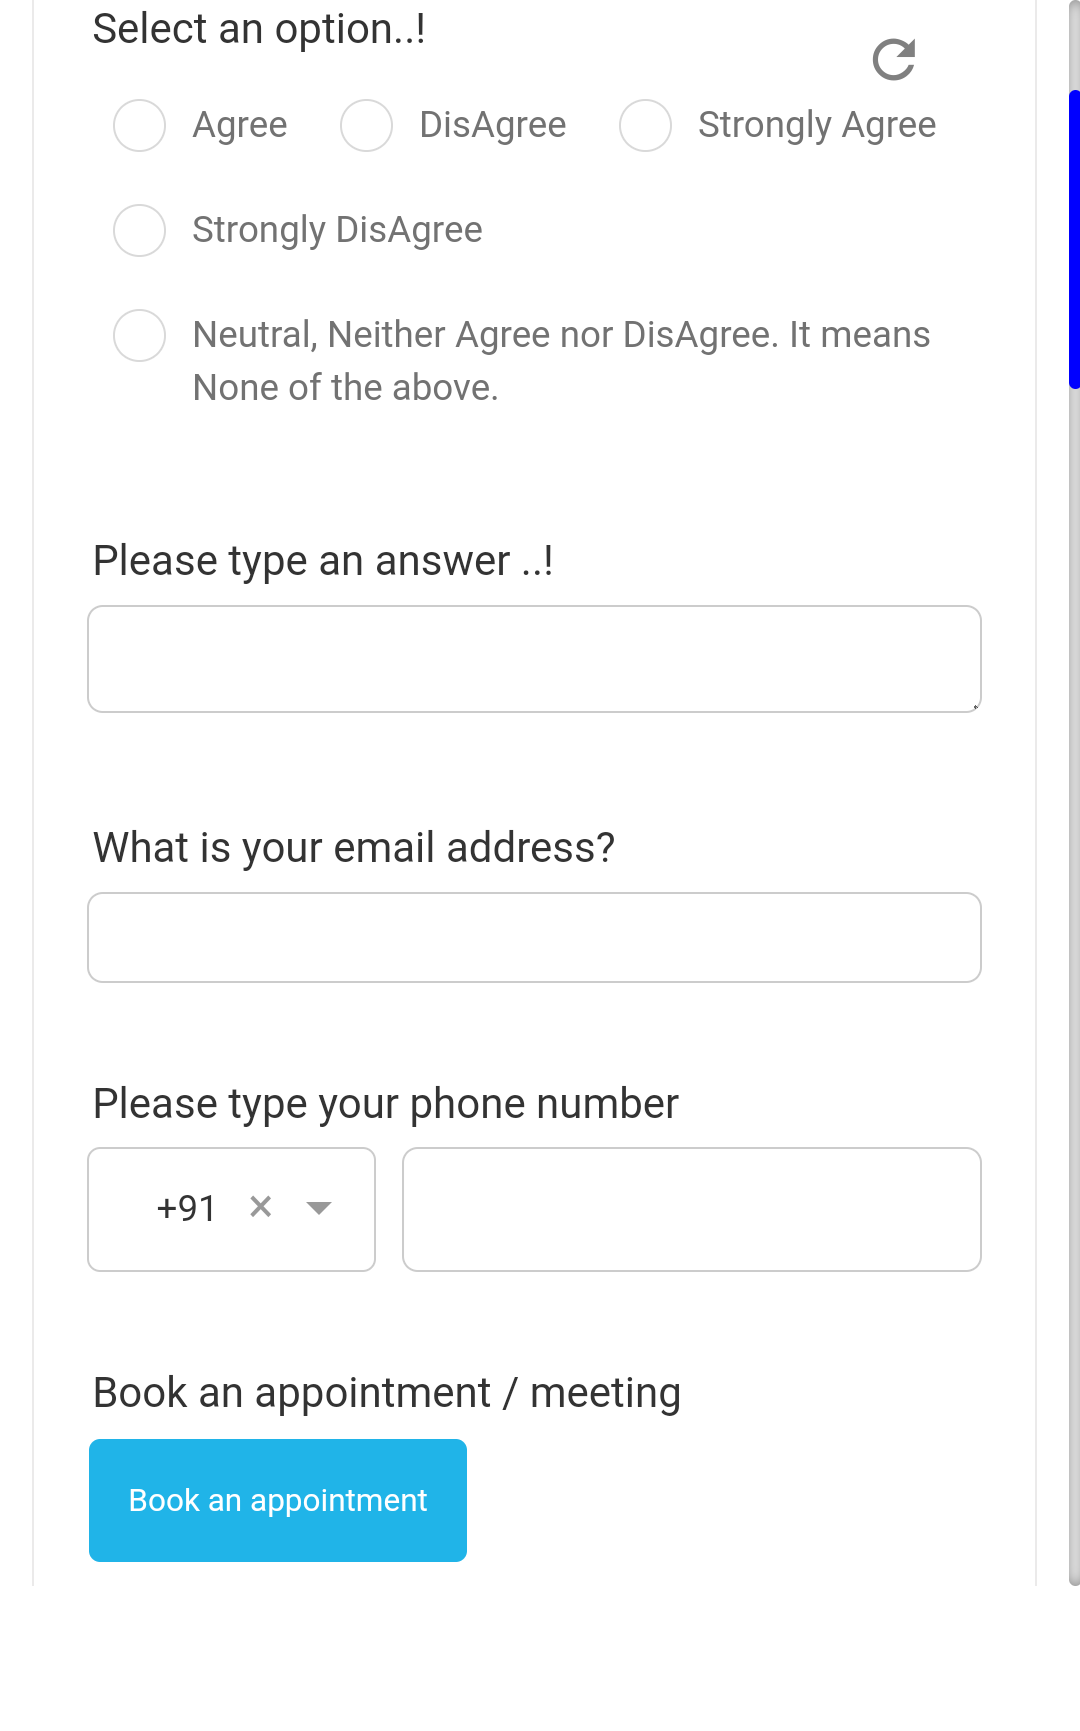 Select an option..!
Agree DisAgree Strongly Agree
Strongly DisAgree
Neutral, Neither Agree nor DisAgree. It means
None of the above.
Please type an answer ..!
What is your email address?
Please type your phone number
+91
Book an appointment / meeting
Book an appointment